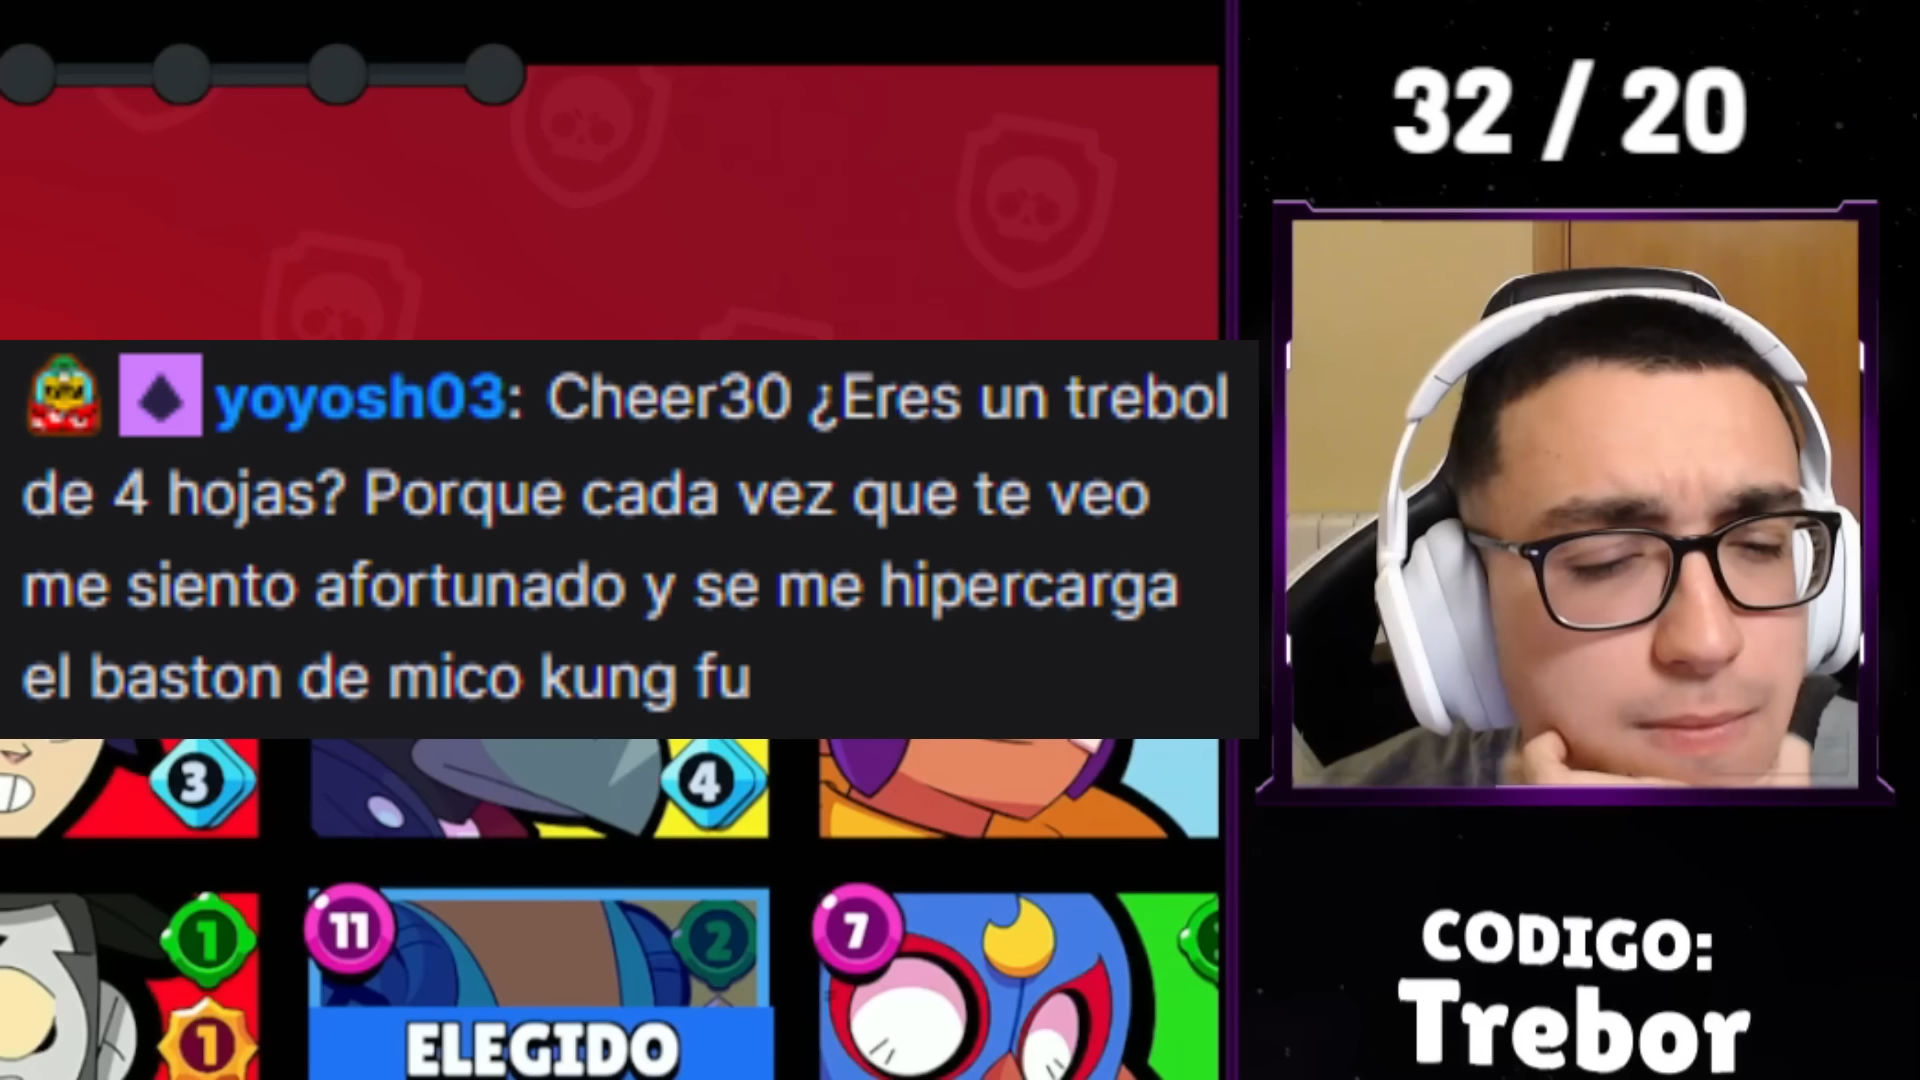 32 / 20
yoyosh03: Cheer30 ¿Eres un trebol
de 4 hojas? Porque cada vez que te veo
me siento afortunado y se me hipercarga
el baston de mico kung fu
3
4
1
11
2
7
1
ELEGIDO
CODIGO:
Trebor